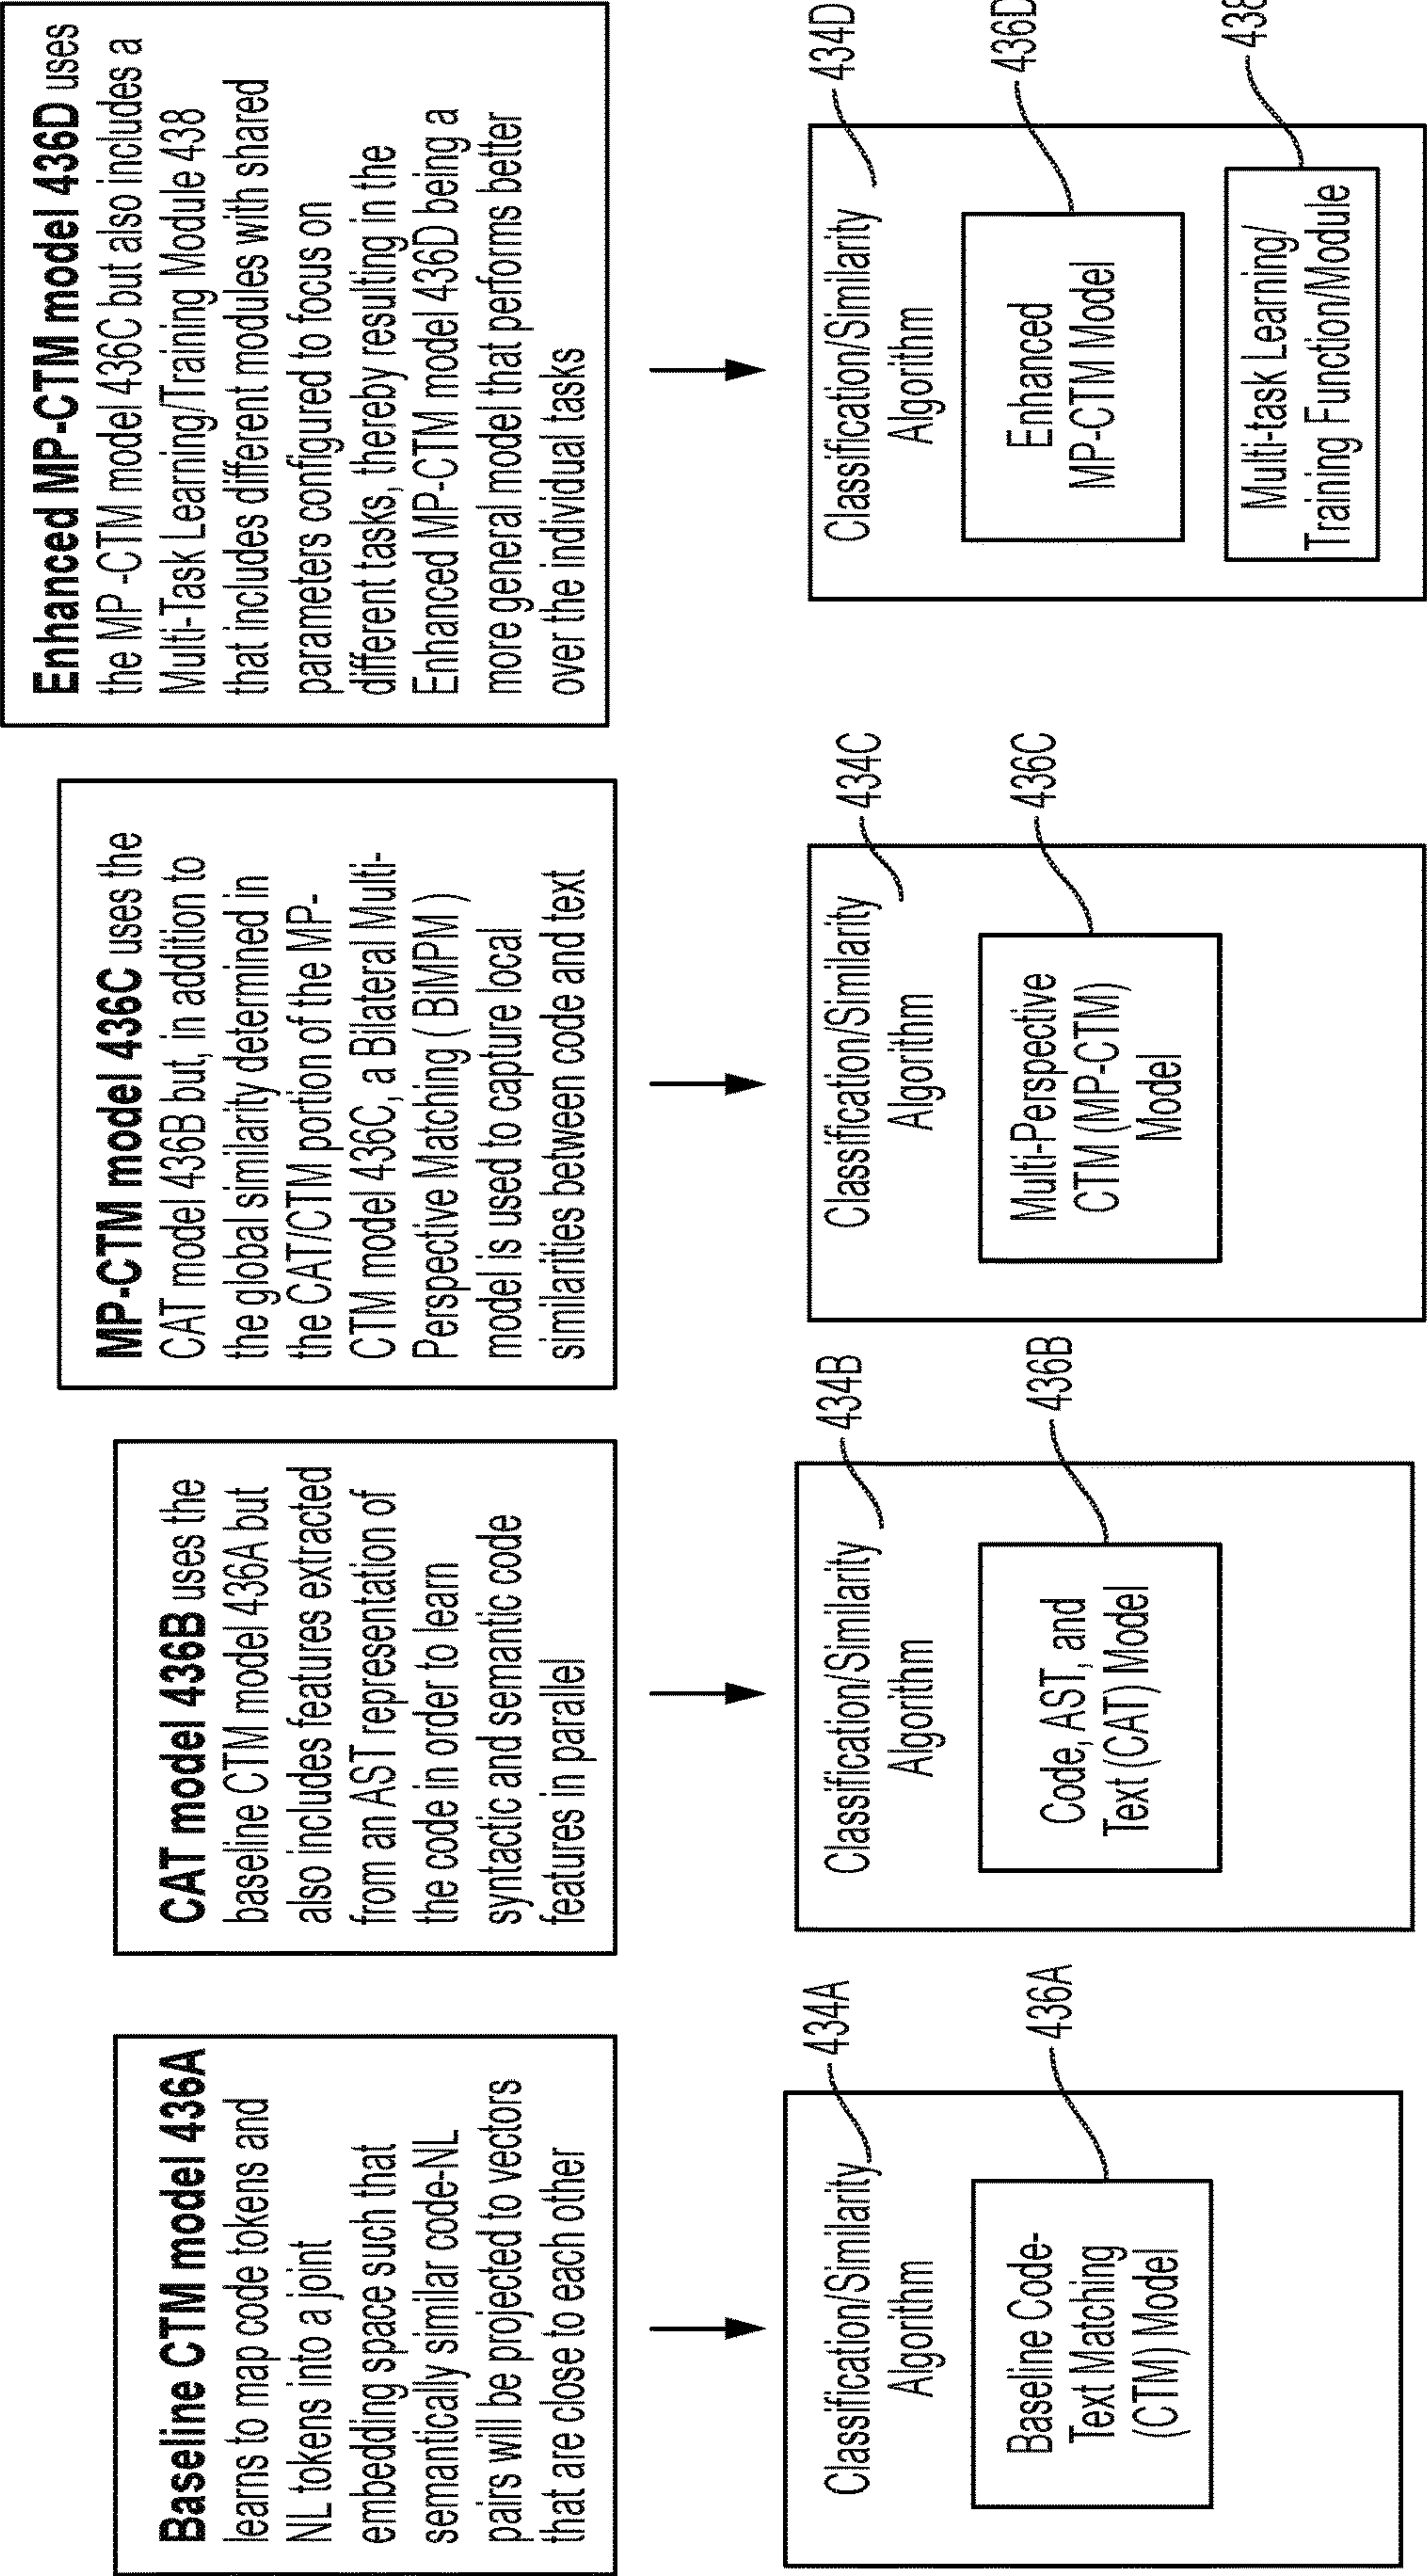 Baseline CTM model 436A
learns to map code tokens and
NL tokens into a joint
embedding space such that
semantically similar code-NL
pairs will be projected to vectors
that are close to each other
CAT model 436B uses the
baseline CTM model 436A but
also includes features extracted
from an AST representation of
the code in order to learn
syntactic and semantic code
features in parallel
MP-CTM model 436C uses the
CAT model 436B but, in addition to
the global similarity determined in
the CAT/CTM portion of the MP-
CTM model 436C, a Bilateral Multi-
Perspective Matching ( BiMPM )
model is used to capture local
similarities between code and text
Enhanced MP-CTM model 436D uses
the MP -CTM model 436C but also includes a
Multi-Task Learning/Training Module 438
that includes different modules with shared
parameters configured to focus on
different tasks, thereby resulting in the
Enhanced MP-CTM model 436D being a
more general model that performs better
over the individual tasks
434A
Classification/Similarity
Algorithm
436A
Baseline Code-
Text Matching
(CTM) Model
434B
Classification/Similarity
Algorithm
436B
Code, AST, and
Text (CAT) Model
434C
Classification/Similarity
Algorithm
436C
Multi-Perspective
CTM (MP-CTM)
Model
434D
Classification/Similarity
Algorithm
436D
Enhanced
MP-CTM Model
438
Multi-task Learning/
Training Function/Module